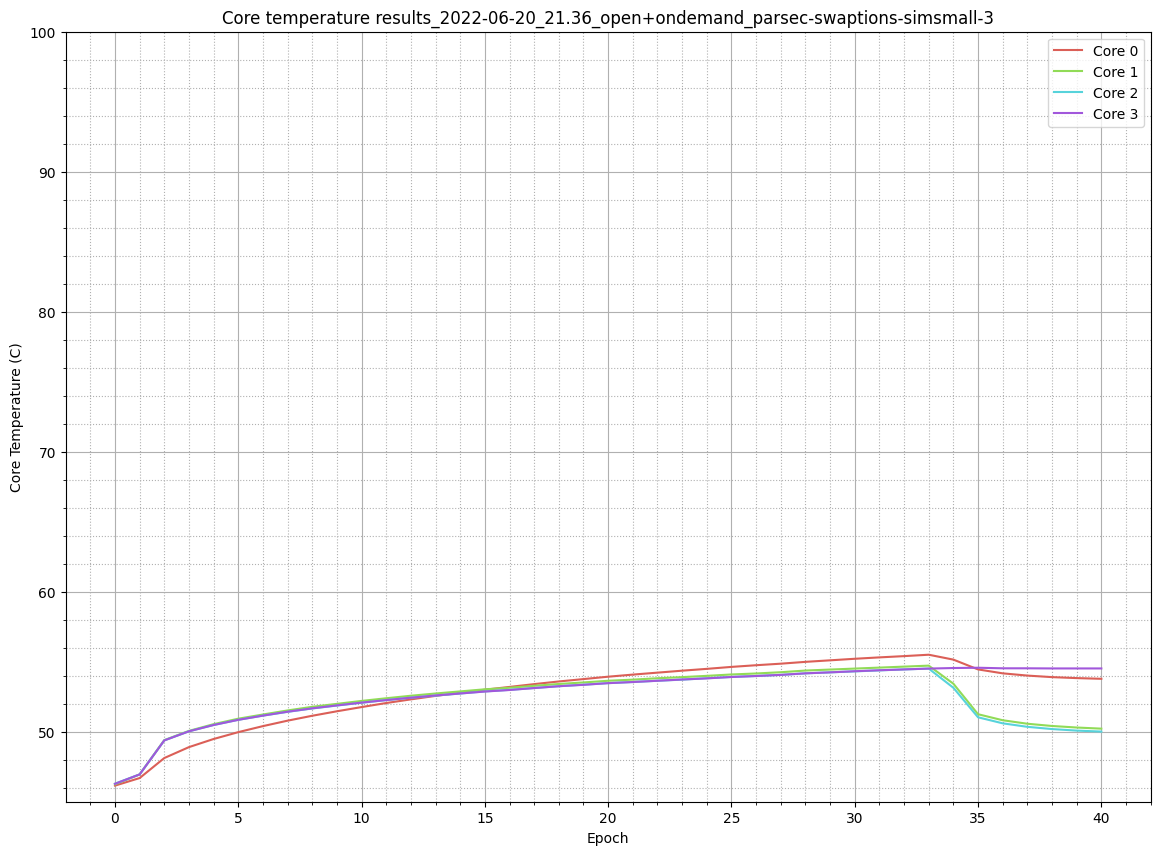 Core temperature results_2022-06-20_21.36_open+ondemand_parsec-swaptions-simsmall-3
Core 0
Core 1
Core 2
Core 3
Core Temperature (C)
100
90
80
70
60
50
0 5 10 15 20 25 30 35 40
Epoch